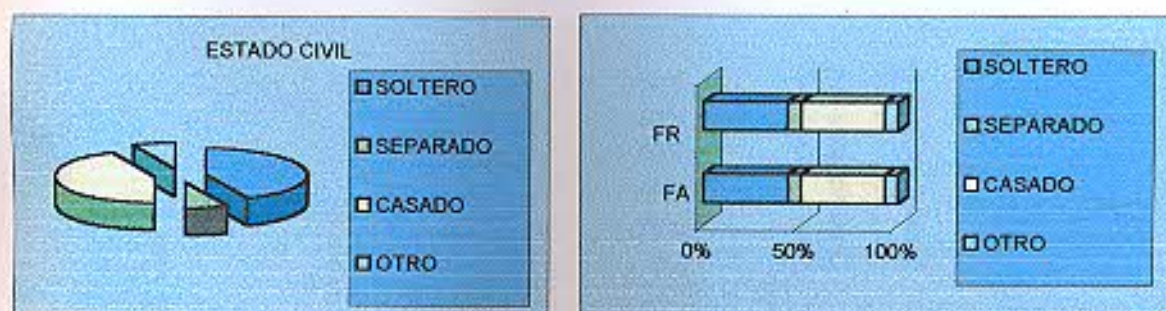 ESTADO CIVIL
SOLTERO
SEPARADO
CASADO
OTRO
FR
FA
0% 50% 100%
SOLTERO
SEPARADO
CASADO
OTRO